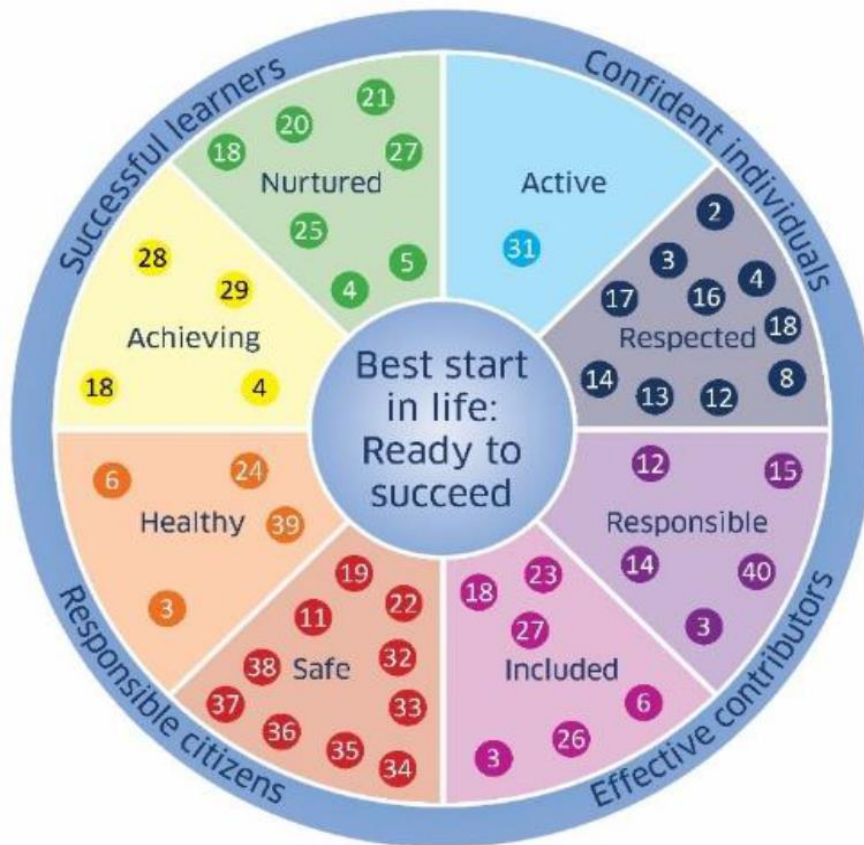 Successful learners
Confident individuals
Effective contributors
Responsible citizens
Best start
in life:
Ready to
succeed
Active
31
Respected
2
3
4
17
16
18
14
13
12
8
Responsible
12
15
14
40
3
Included
18
23
27
6
26
3
Safe
19
11
22
38
32
37
33
36
35
34
Healthy
6
24
39
3
Achieving
28
29
18
4
Nurtured
21
20
18
27
25
5
4